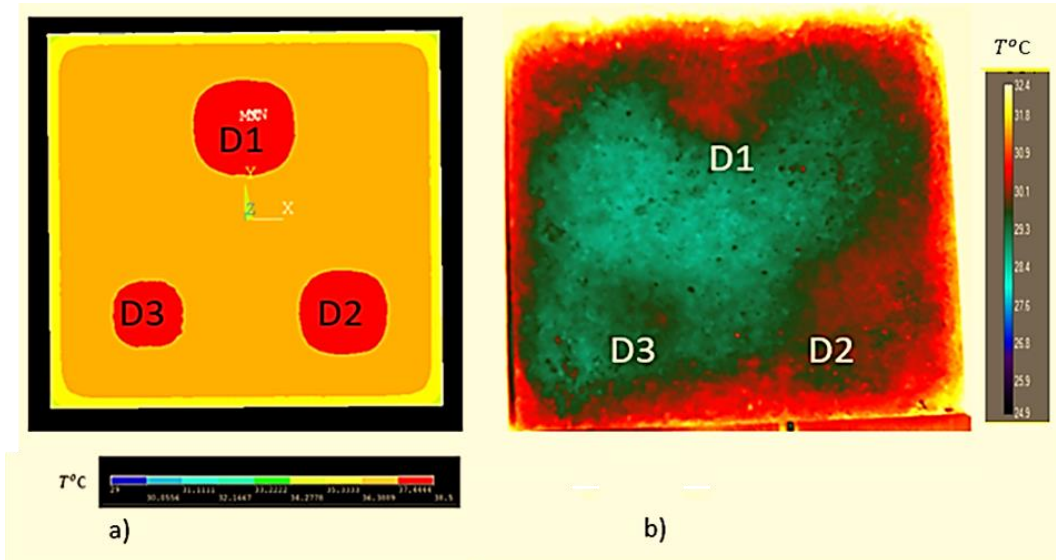 MXN
D1
Y
Z X
D3
D2
T°C
29 31.1111 33.2222 35.3333 37.4444
30.0556 32.1667 34.2778 36.3889 38.5
a)
D1
D3
D2
T°C
32.4
31.8
30.9
30.1
29.3
28.4
27.6
26.8
25.9
24.9
b)